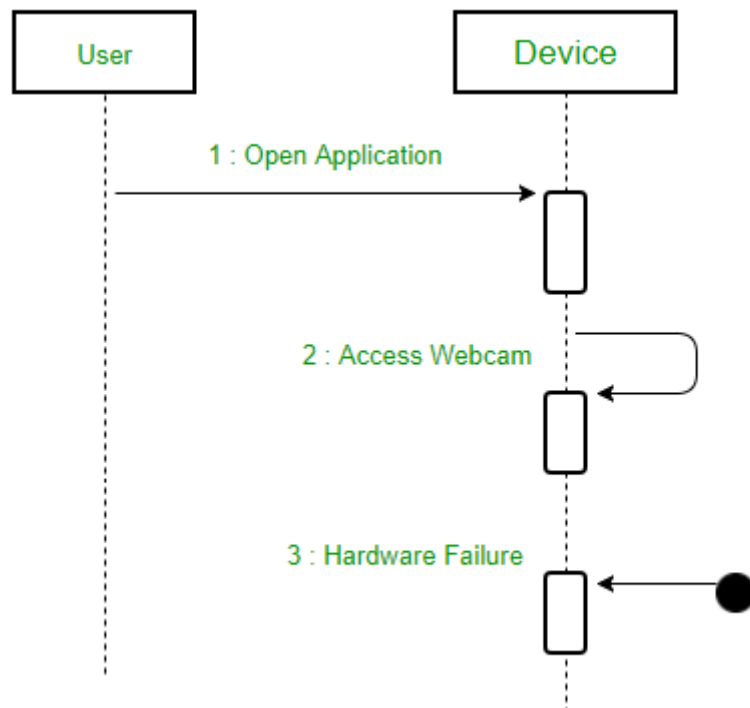 User
Device
1 : Open Application
2 : Access Webcam
3 : Hardware Failure